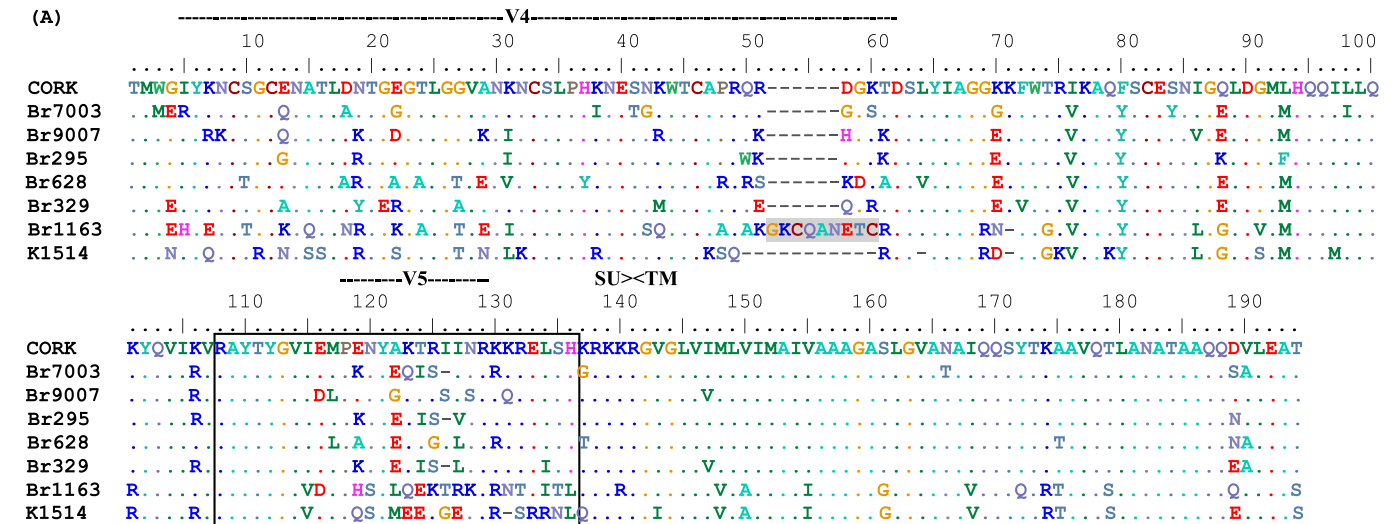 (A)
------------------------V4---------------------------
10 20 30 40 50 60 70 80 90 100
CORK TMWGIYKNCSGCENATLDNTGEGTLGGVANKNCSLPHKNESNKWTCAPRQR------DGKTDSLYIAGGKKFWTRIKAQFSCESNIGQLDGMLHQQILLQ
Br7003 ..MER.......Q....A...G...............I..TG.........------G.S.........G.....V...Y...Y...E....M....I..
Br9007 ......RK....Q.....K..D......K.I...........K.......K------H..K........E.....V...Y.....V.E....M.......
Br295 ............G.....R...........I..................WK------...K........E.....V...Y.......K....F.......
Br628 .........T.......AR..A.A..T.E.V.....Y..........R.RS------KD.A..V.....E.....V...Y.......E....M.......
Br329 ...E........A.....Y.ER....A...............M.......E------Q.R.........E.V...V...Y.......E....M.......
Br1163 ...EH.E..T..K.Q..NR..K.A..T.E.I..........SQ....A.AKGKCQANETCR.......RN-..G.V...Y.....L.G..V.M.......
K1514 ...N..Q...R.N.SS..R..S....T.N.LK.....R........KSQ-----------R..-....RD-..GKV..KY.....L.G..S.M...M...
-------V5-------
SU><TM
110 120 130 140 150 160 170 180 190
CORK KYQVIKVRAYTYGVIEMPENYAKTRIINRKKRELSHKRKKRGVGLVIMLVIMAIVAAAGASLGVANAIQQSYTKAAVQTLANATAAQQDVLEAT
Br7003 .....R............K..EQIS-...R......G............................T......................SA....
Br9007 .....R.........DL....G...S.S..Q...............V...............................................
Br295 .....R............K..E.IS-V.............................................................N.....
Br628 ................L.A..E..G.L..R......T.....................................T.............NA....
Br329 .....R............K..E.IS-L......I............V.........................................EA....
Br1163 R.............VD..HS.LQEKTRK.RNT.ITL...R.......V.A....I.....G......V...Q.RT...S.........Q....S
K1514 R....R........V...QS.MEE.GE..R-SRRNLQ.....I....V.A....I.....G......V.....RT...S..............S